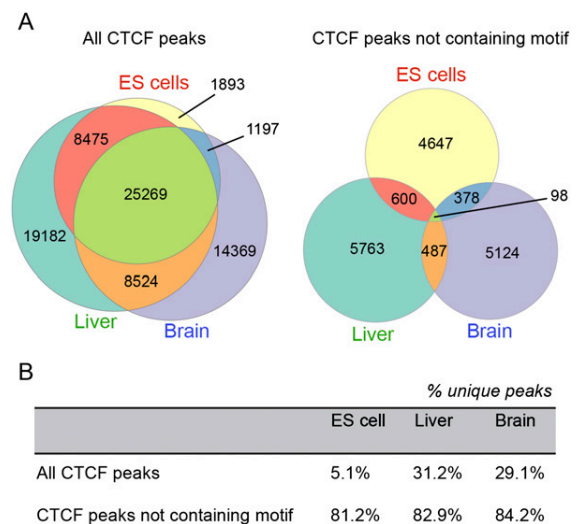 A
All CTCF peaks
CTCF peaks not containing motif
ES cells
1893
1197
8475
25269
19182
14369
8524
Liver
Brain
ES cells
4647
600
378
98
5763
487
5124
Liver
Brain
B
% unique peaks
ES cell Liver Brain
All CTCF peaks 5.1% 31.2% 29.1%
CTCF peaks not containing motif 81.2% 82.9% 84.2%